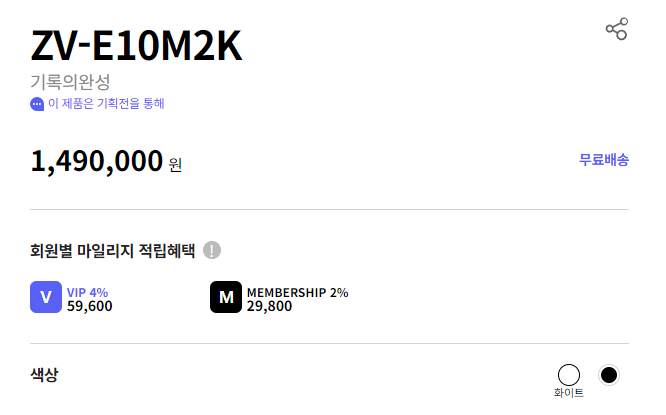 ZV-E10M2K
기록의완성
이 제품은 기획전을 통해
1,490,000 원
무료배송
회원별 마일리지 적립혜택 !
V VIP 4%
59,600
M MEMBERSHIP 2%
29,800
색상
화이트